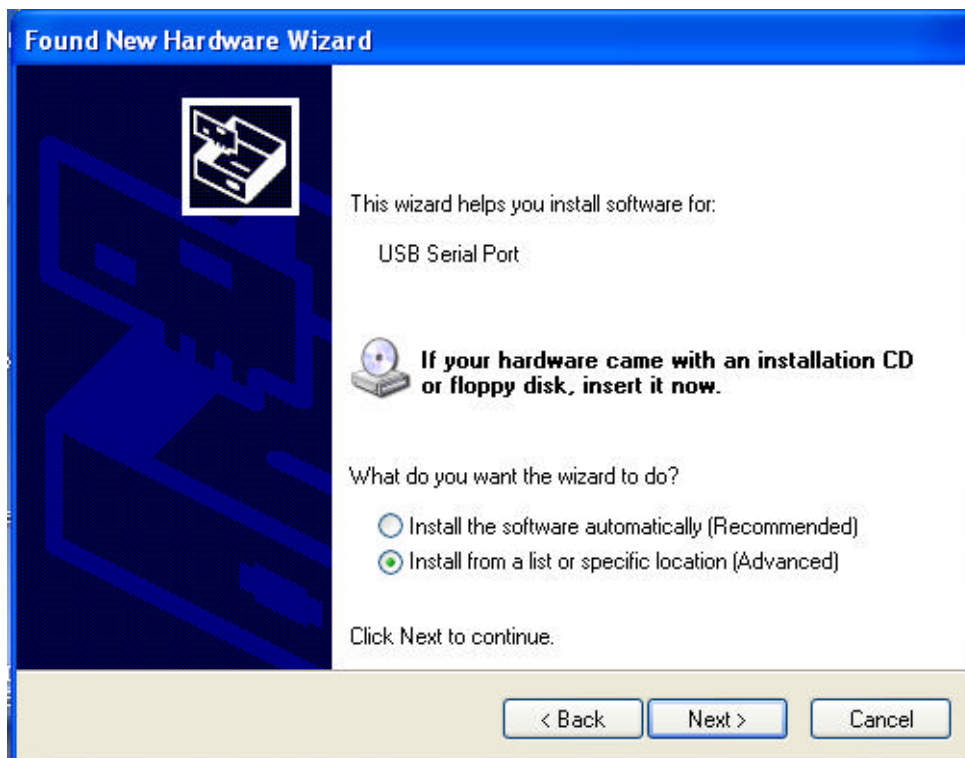 Found New Hardware Wizard
This wizard helps you install software for:
USB Serial Port
If your hardware came with an installation CD
or floppy disk, insert it now.
What do you want the wizard to do?
Install the software automatically (Recommended)
Install from a list or specific location (Advanced)
Click Next to continue.
< Back Next > Cancel